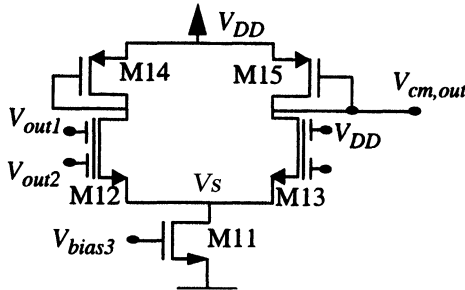 V_DD
M14
M15
V_cm,out
V_out1
V_DD
V_out2
V_S
M12
M13
V_bias3
M11